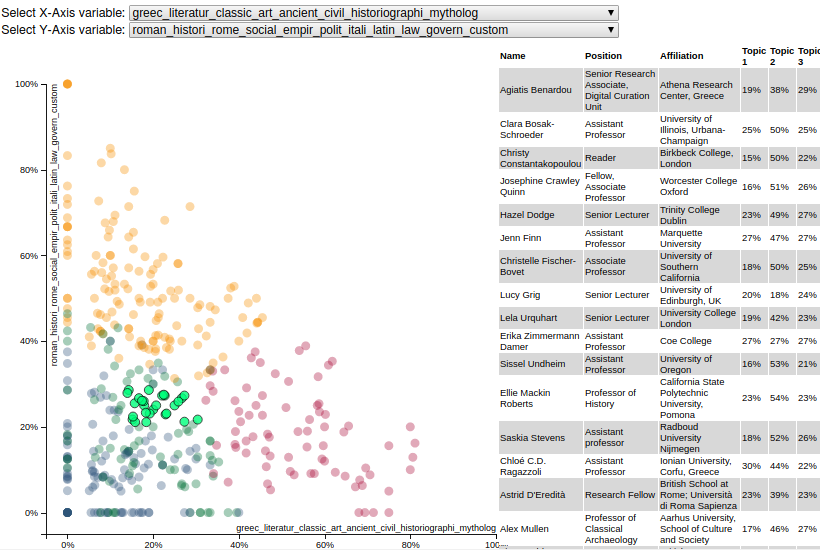 Select X-Axis variable: greec_literatur_classic_art_ancient_civil_historiographi_mytholog
Select Y-Axis variable: roman_histori_rome_social_empir_polit_itali_latin_law_govern_custom
100%
80%
60%
40%
20%
0%
roman_histori_rome_social_empir_polit_itali_latin_law_govern_custom
greec_literatur_classic_art_ancient_civil_historiographi_mytholog
0%
20%
40%
60%
80%
100
Name Position Affiliation Topic 1 Topic 2 Topic 3
Agiatis Benardou Senior Research Associate, Digital Curation Unit Athena Research Center, Greece 19% 38% 29%
Clara Bosak-Schroeder Assistant Professor University of Illinois, Urbana-Champaign 25% 50% 25%
Christy Constantakopoulou Reader Birkbeck College, London 15% 50% 22%
Josephine Crawley Quinn Fellow, Associate Professor Worcester College Oxford 16% 51% 26%
Hazel Dodge Senior Lecturer Trinity College Dublin 23% 49% 27%
Jenn Finn Assistant Professor Marquette University 27% 47% 27%
Christelle Fischer-Bovet Associate Professor University of Southern California 18% 50% 25%
Lucy Grig Senior Lecturer University of Edinburgh, UK 20% 18% 24%
Lela Urquhart Senior Lecturer University College London 19% 42% 23%
Erika Zimmermann Damer Assistant Professor Coe College 27% 27% 27%
Sissel Undheim Assistant Professor University of Oregon 16% 53% 21%
Ellie Mackin Roberts Professor of History California State Polytechnic University, Pomona 23% 54% 23%
Saskia Stevens Assistant professor Radboud University Nijmegen 18% 52% 26%
Chloé C.D. Ragazzoli Assistant Professor Ionian University, Corfu, Greece 30% 44% 22%
Astrid D'Eredità Research Fellow British School at Rome; Università di Roma Sapienza 23% 39% 23%
Alex Mullen Professor of Classical Archaeology Aarhus University, School of Culture and Society 17% 46% 27%